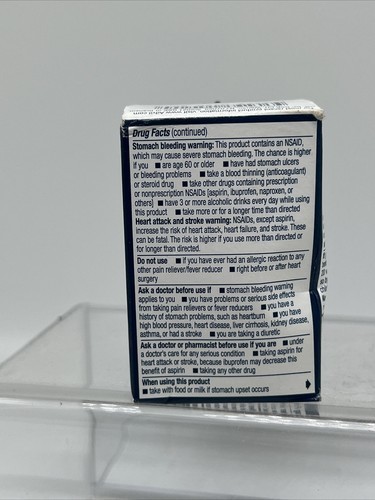 Drug Facts (continued)
Stomach bleeding warning: This product contains an NSAID,
which may cause severe stomach bleeding. The chance is higher
if you ■ are age 60 or older ■ have had stomach ulcers
or bleeding problems ■ take a blood thinning (anticoagulant)
or steroid drug ■ take other drugs containing prescription
or nonprescription NSAIDs [aspirin, ibuprofen, naproxen, or
others] ■ have 3 or more alcoholic drinks every day while using
this product ■ take more or for a longer time than directed
Heart attack and stroke warning: NSAIDs, except aspirin,
increase the risk of heart attack, heart failure, and stroke. These
can be fatal. The risk is higher if you use more than directed or
for longer than directed.
Do not use ■ if you have ever had an allergic reaction to any
other pain reliever/fever reducer ■ right before or after heart
surgery
Ask a doctor before use if ■ stomach bleeding warning
applies to you ■ you have problems or serious side effects
from taking pain relievers or fever reducers ■ you have a
history of stomach problems, such as heartburn ■ you have
high blood pressure, heart disease, liver cirrhosis, kidney disease,
asthma, or had a stroke ■ you are taking a diuretic
Ask a doctor or pharmacist before use if you are ■ under
a doctor's care for any serious condition ■ taking aspirin for
heart attack or stroke, because ibuprofen may decrease this
benefit of aspirin ■ taking any other drug
When using this product
■ take with food or milk if stomach upset occurs